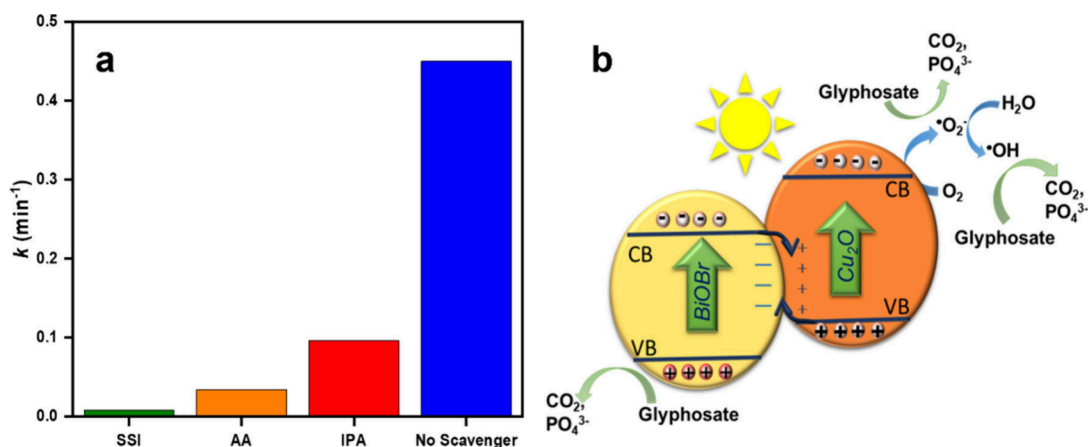 a
k (min⁻¹)
0.5
0.4
0.3
0.2
0.1
0.0
SSI
AA
IPA
No Scavenger
b
CO₂,
PO₄³⁻
Glyphosate
H₂O
•O₂⁻
•OH
CB
O₂
CO₂,
PO₄³⁻
Glyphosate
Cu₂O
VB
CB
BiOBr
VB
CO₂,
PO₄³⁻
Glyphosate